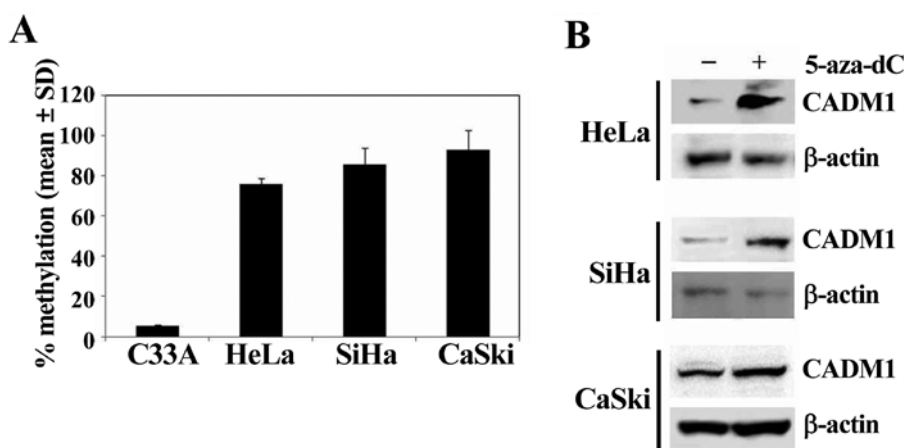 A
% methylation (mean ± SD)
120
100
80
60
40
20
0
C33A HeLa SiHa CaSki
B
− + 5-aza-dC
HeLa
CADM1
β-actin
SiHa
CADM1
β-actin
CaSki
CADM1
β-actin